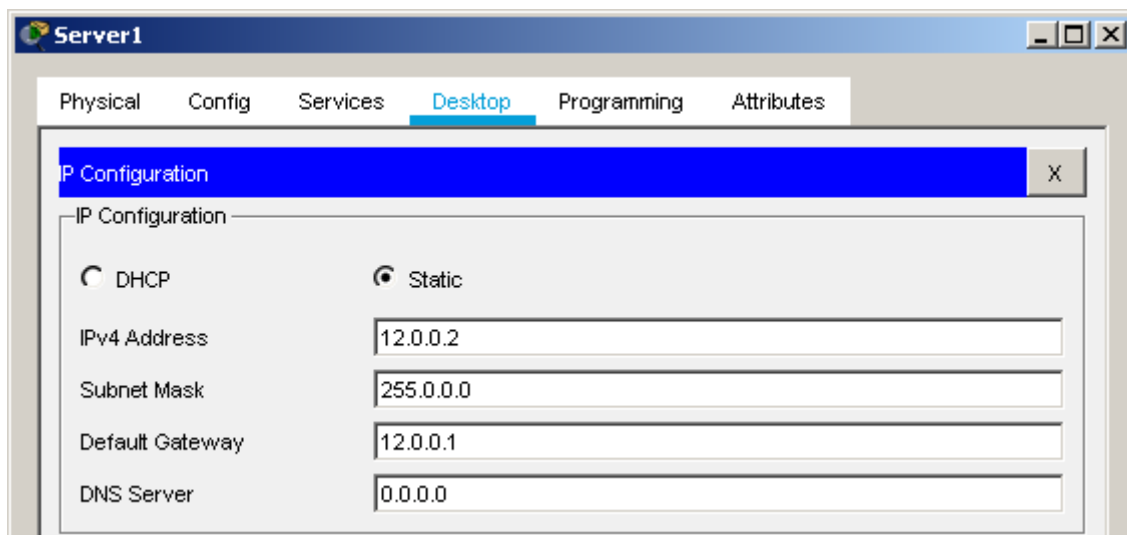 Server1
Physical Config Services Desktop Programming Attributes
IP Configuration X
IP Configuration
DHCP Static
IPv4 Address 12.0.0.2
Subnet Mask 255.0.0.0
Default Gateway 12.0.0.1
DNS Server 0.0.0.0